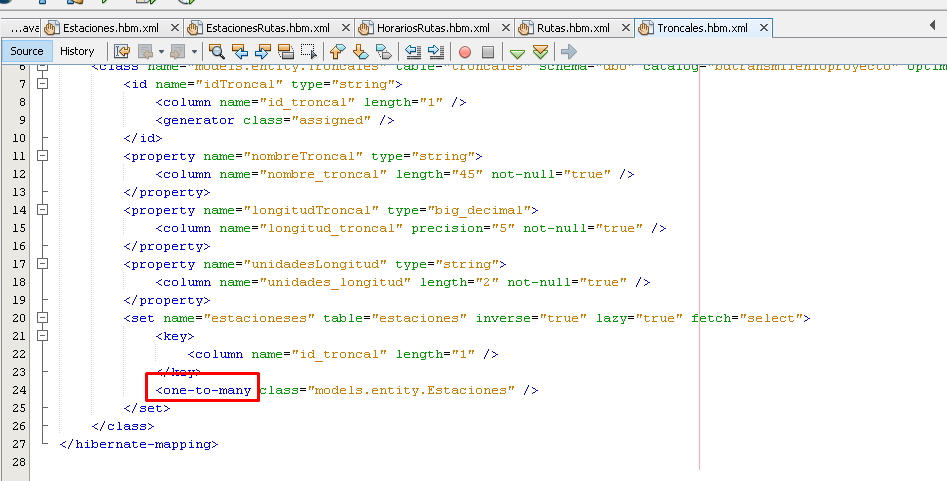 ...ava Estaciones.hbm.xml EstacionesRutas.hbm.xml HorariosRutas.hbm.xml Rutas.hbm.xml Troncales.hbm.xml
Source History
6 <class name="models.entity.Troncales" table="troncales" schema="dbo" catalog="bdtransmilenioproyecto" optim
7 <id name="idTroncal" type="string">
8 <column name="id_troncal" length="1" />
9 <generator class="assigned" />
10 </id>
11 <property name="nombreTroncal" type="string">
12 <column name="nombre_troncal" length="45" not-null="true" />
13 </property>
14 <property name="longitudTroncal" type="big_decimal">
15 <column name="longitud_troncal" precision="5" not-null="true" />
16 </property>
17 <property name="unidadesLongitud" type="string">
18 <column name="unidades_longitud" length="2" not-null="true" />
19 </property>
20 <set name="estacioneses" table="estaciones" inverse="true" lazy="true" fetch="select">
21 <key>
22 <column name="id_troncal" length="1" />
23 </key>
24 <one-to-many class="models.entity.Estaciones" />
25 </set>
26 </class>
27 </hibernate-mapping>
28